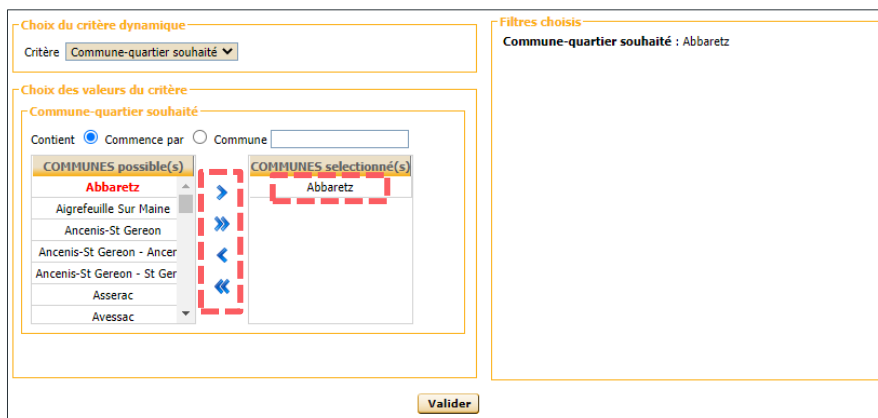 Choix du critère dynamique
Critère Commune-quartier souhaité
Choix des valeurs du critère
Commune-quartier souhaité
Contient Commence par Commune
COMMUNES possible(s)
Abbaretz
Aigrefeuille Sur Maine
Ancenis-St Gereon
Ancenis-St Gereon - Ancer
Ancenis-St Gereon - St Ger
Asserac
Avessac
COMMUNES selectionné(s)
Abbaretz
Filtres choisis
Commune-quartier souhaité : Abbaretz
Valider